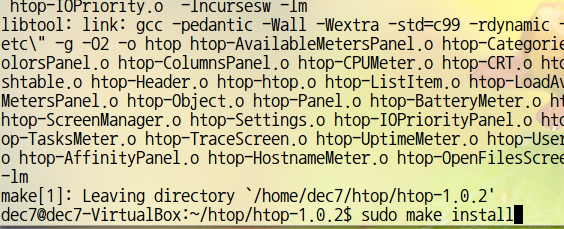 htop-IOPriority.o -lncursesw -lm
libtool: link: gcc -pedantic -Wall -Wextra -std=c99 -rdynamic -
etc\" -g -O2 -o htop htop-AvailableMetersPanel.o htop-Categorie
olorsPanel.o htop-ColumnsPanel.o htop-CPUMeter.o htop-CRT.o htc
shtable.o htop-Header.o htop-htop.o htop-ListItem.o htop-LoadAv
MetersPanel.o htop-Object.o htop-Panel.o htop-BatteryMeter.o ht
htop-ScreenManager.o htop-Settings.o htop-IOPriorityPanel.o htc
op-TasksMeter.o htop-TraceScreen.o htop-UptimeMeter.o htop-User
o htop-AffinityPanel.o htop-HostnameMeter.o htop-OpenFilesScree
-lm
make[1]: Leaving directory `/home/dec7/htop/htop-1.0.2'
dec7@dec7-VirtualBox:~/htop/htop-1.0.2$ sudo make install